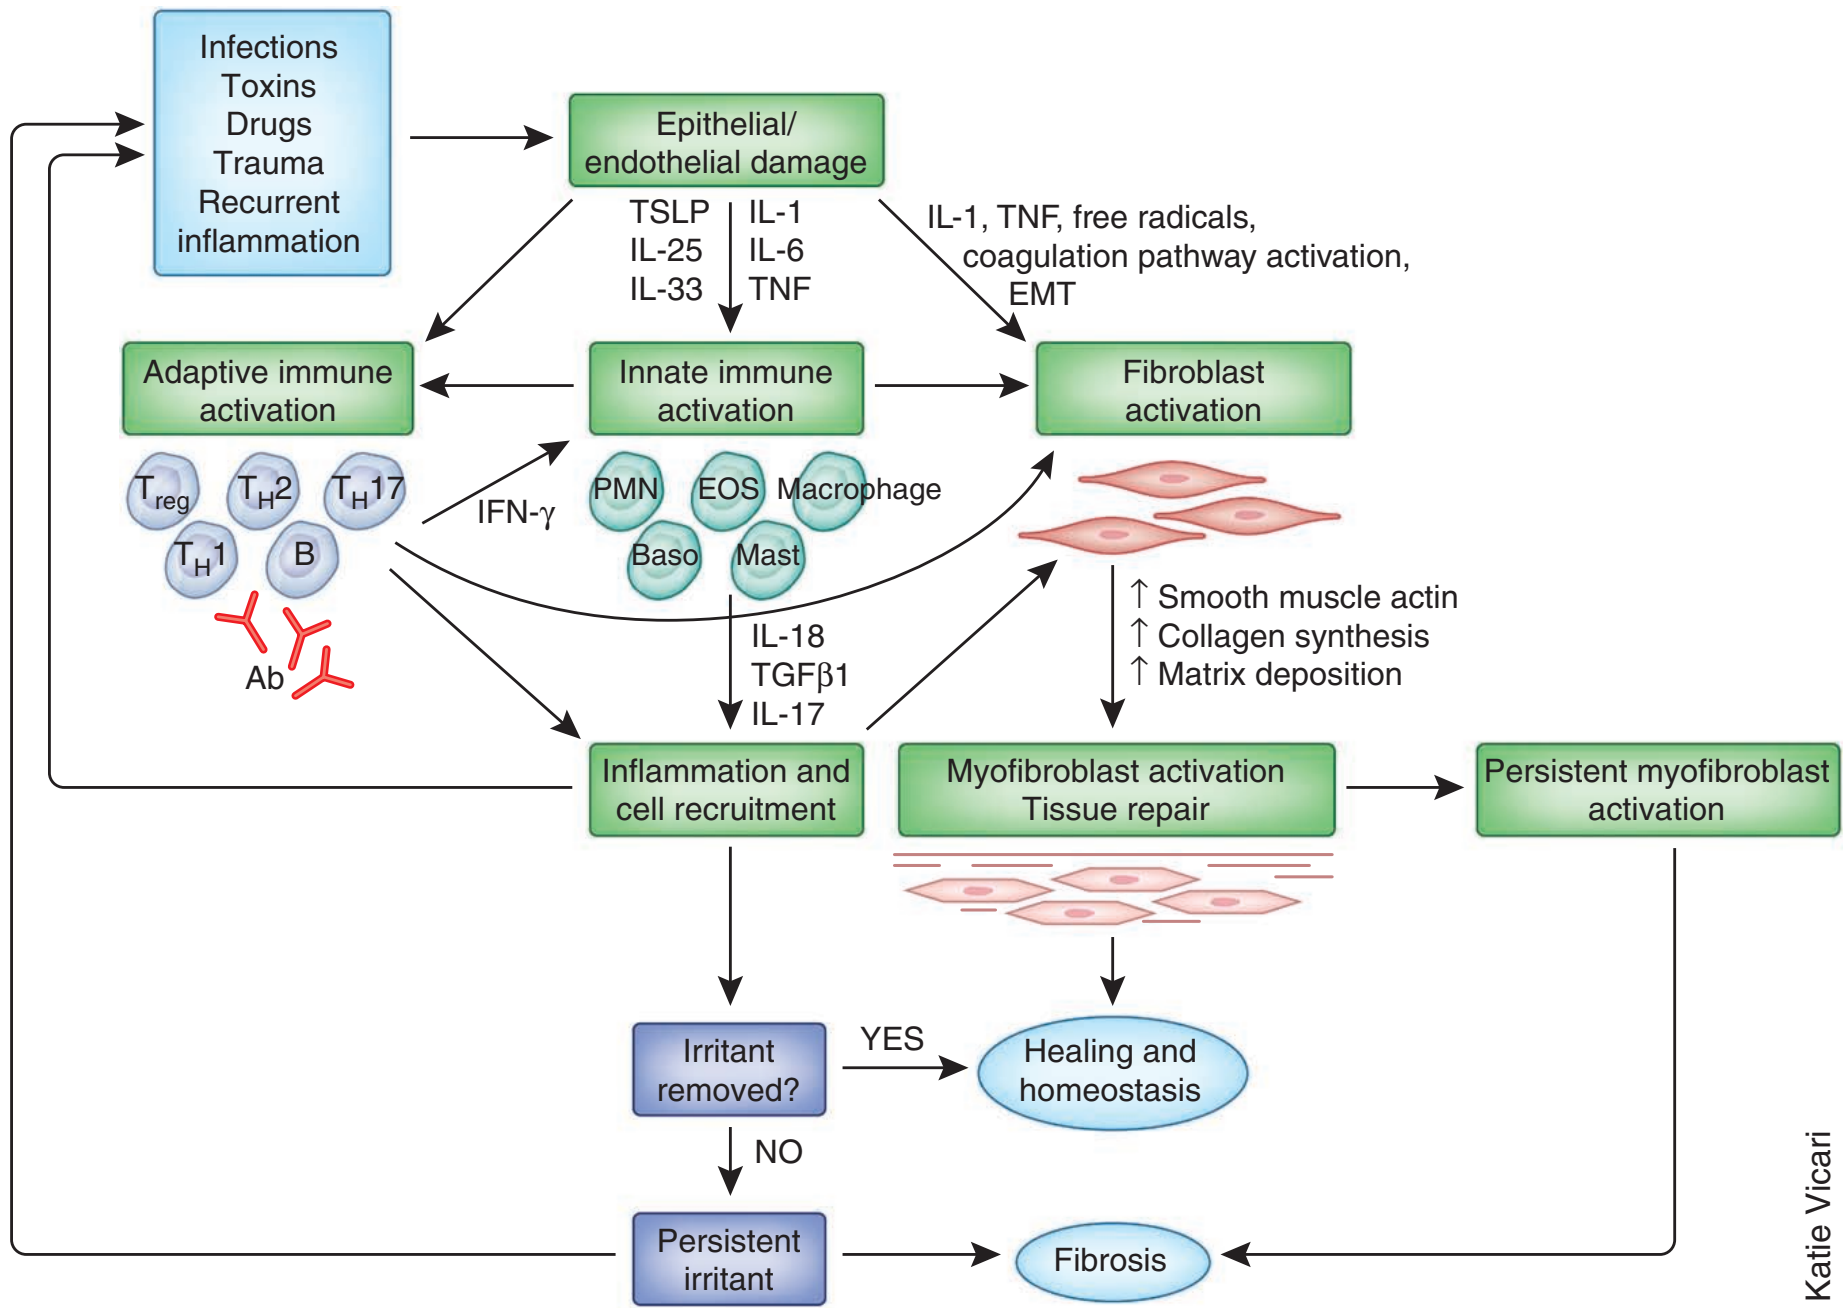 Infections
Toxins
Drugs
Trauma
Recurrent
inflammation
Epithelial/
endothelial damage
TSLP
IL-25
IL-33
IL-1
IL-6
TNF
IL-1, TNF, free radicals,
coagulation pathway activation,
EMT
Adaptive immune
activation
Innate immune
activation
Fibroblast
activation
Treg
TH2
TH17
TH1
B
Ab
IFN-γ
PMN
EOS
Macrophage
Baso
Mast
IL-18
TGFβ1
IL-17
↑ Smooth muscle actin
↑ Collagen synthesis
↑ Matrix deposition
Inflammation and
cell recruitment
Myofibroblast activation
Tissue repair
Persistent myofibroblast
activation
Irritant
removed?
YES
Healing and
homeostasis
NO
Persistent
irritant
Fibrosis
Katie Vicari